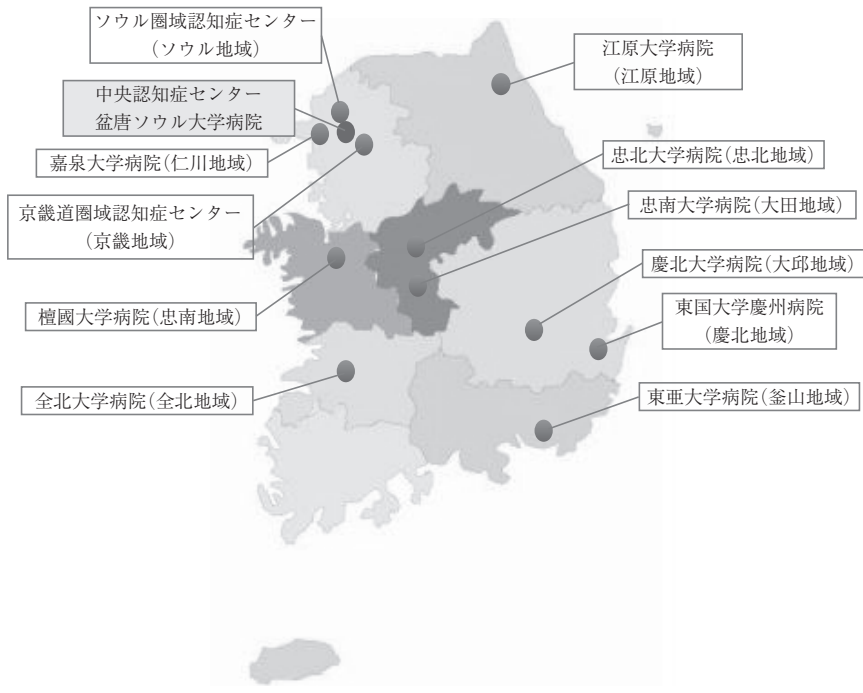 ソウル圏域認知症センター
(ソウル地域)
中央認知症センター
盆唐ソウル大学病院
嘉泉大学病院(仁川地域)
京畿道圏域認知症センター
(京畿地域)
檀國大学病院(忠南地域)
全北大学病院(全北地域)
江原大学病院
(江原地域)
忠北大学病院(忠北地域)
忠南大学病院(大田地域)
慶北大学病院(大邱地域)
東国大学慶州病院
(慶北地域)
東亜大学病院(釜山地域)